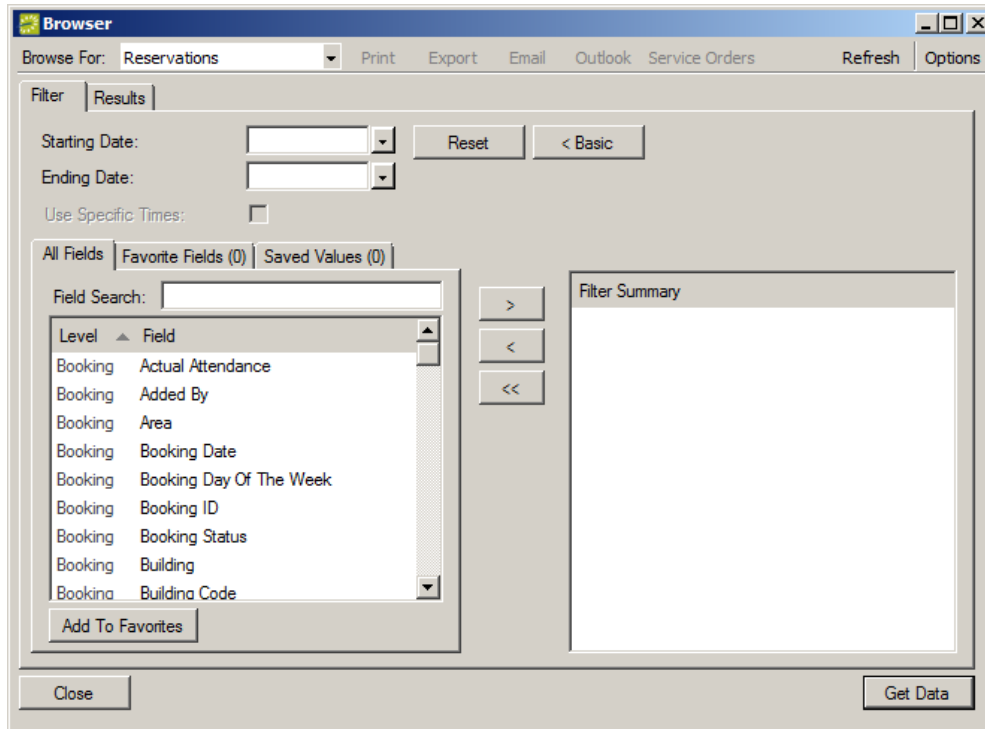 Browser
Browse For: Reservations Print Export Email Outlook Service Orders Refresh Options
Filter Results
Starting Date: Reset < Basic
Ending Date:
Use Specific Times:
All Fields Favorite Fields (0) Saved Values (0)
Field Search: > Filter Summary
Level Field
Booking Actual Attendance <
Booking Added By <<
Booking Area
Booking Booking Date
Booking Booking Day Of The Week
Booking Booking ID
Booking Booking Status
Booking Building
Booking Building Code
Add To Favorites
Close Get Data